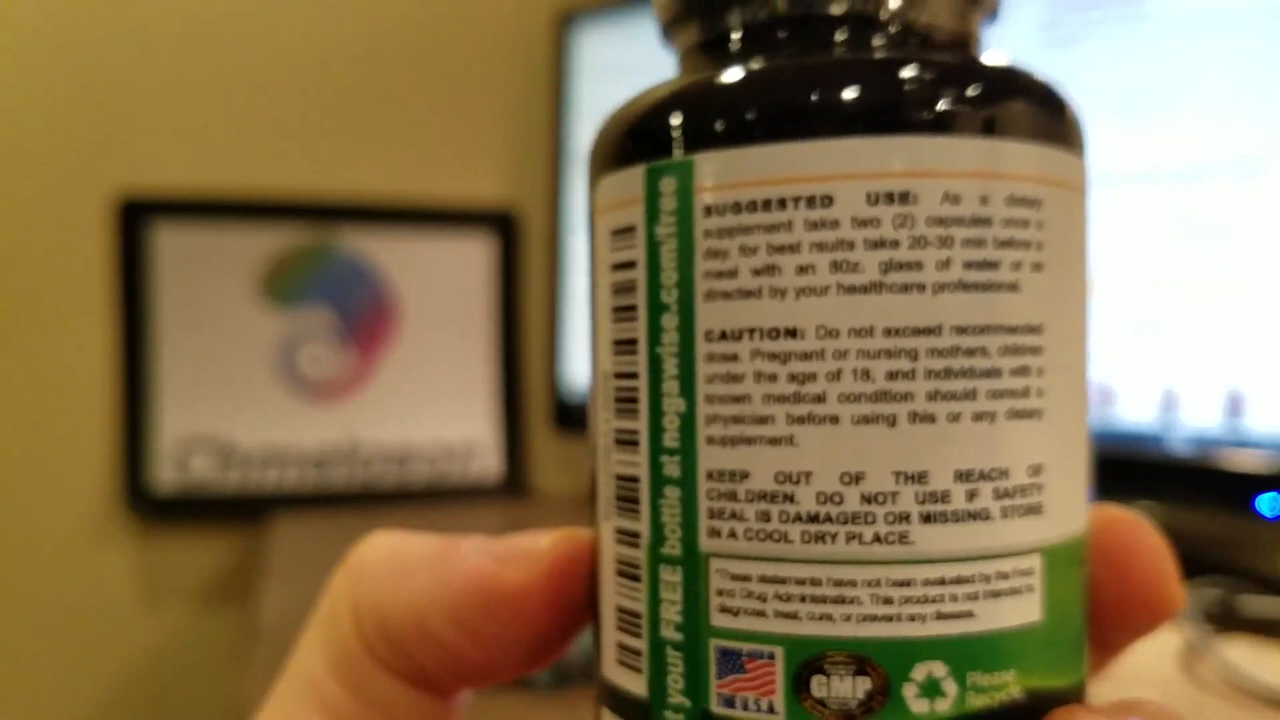 SUGGESTED USE: As a dietary
supplement take two (2) capsules once a
day, for best rsults take 20-30 min before a
meal with an 8oz. glass of water or as
directed by your healthcare professional.
CAUTION: Do not exceed recommended
dose. Pregnant or nursing mothers, children
under the age of 18, and individuals with a
known medical condition should consult a
physician before using this or any dietary
supplement.
KEEP OUT OF THE REACH OF
CHILDREN. DO NOT USE IF SAFETY
SEAL IS DAMAGED OR MISSING. STORE
IN A COOL DRY PLACE.
*These statements have not been evaluated by the Food
and Drug Administration. This product is not intended to
diagnose, treat, cure, or prevent any disease.
THE U.S.A.
GMP
Please
Recycle
your FREE bottle at nogawise.com/free